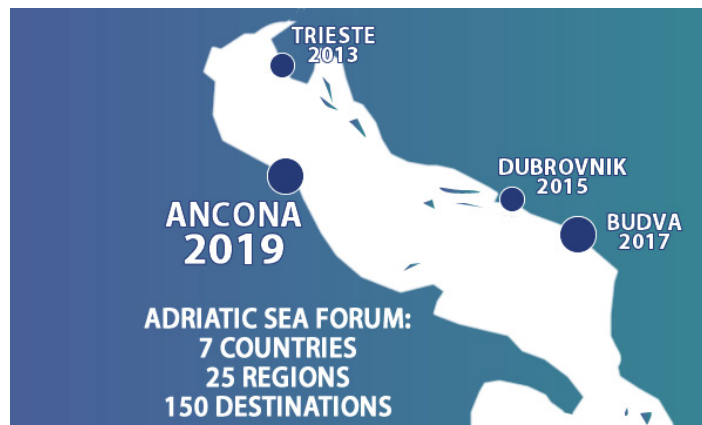 TRIESTE
2013
DUBROVNIK
2015
ANCONA
2019
BUDVA
2017
ADRIATIC SEA FORUM:
7 COUNTRIES
25 REGIONS
150 DESTINATIONS